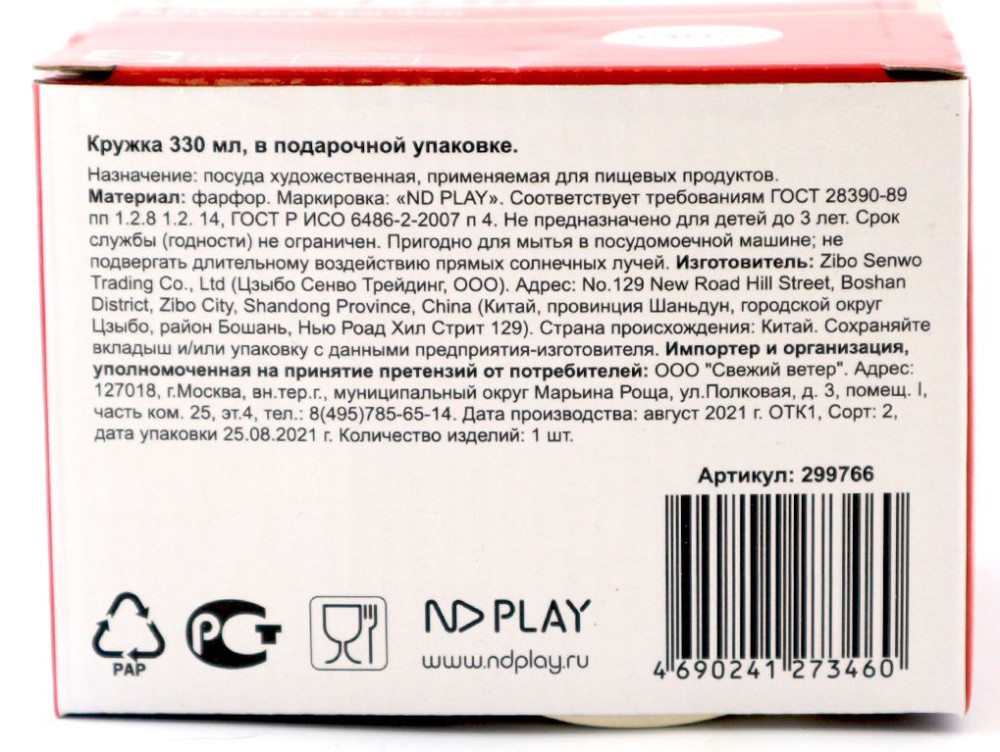 Кружка 330 мл, в подарочной упаковке.
Назначение: посуда художественная, применяемая для пищевых продуктов.
Материал: фарфор. Маркировка: «ND PLAY». Соответствует требованиям ГОСТ 28390-89
пп 1.2.8 1.2. 14, ГОСТ Р ИСО 6486-2-2007 п 4. Не предназначено для детей до 3 лет. Срок
службы (годности) не ограничен. Пригодно для мытья в посудомоечной машине; не
подвергать длительному воздействию прямых солнечных лучей. Изготовитель: Zibo Senwo
Trading Co., Ltd (Цзыбо Сенво Трейдинг, ООО). Адрес: No.129 New Road Hill Street, Boshan
District, Zibo City, Shandong Province, China (Китай, провинция Шаньдун, городской округ
Цзыбо, район Бошань, Нью Роад Хил Стрит 129). Страна происхождения: Китай. Сохраняйте
вкладыш и/или упаковку с данными предприятия-изготовителя. Импортер и организация,
уполномоченная на принятие претензий от потребителей: ООО "Свежий ветер". Адрес:
127018, г.Москва, вн.тер.г., муниципальный округ Марьина Роща, ул.Полковая, д. 3, помещ. I,
часть ком. 25, эт.4, тел.: 8(495)785-65-14. Дата производства: август 2021 г. ОТК1, Сорт: 2,
дата упаковки 25.08.2021 г. Количество изделий: 1 шт.
Артикул: 299766
PAP
РСТ
ND PLAY
www.ndplay.ru
4 690241 273460